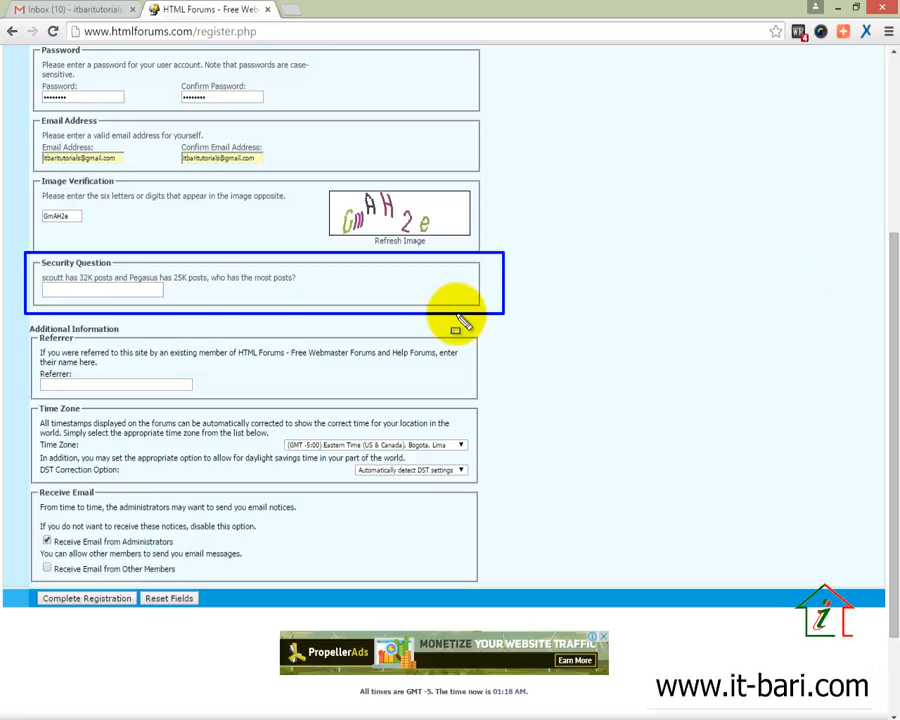 Inbox (10) - itbaritutorials
HTML Forums - Free Web
www.htmlforums.com/register.php
Password
Please enter a password for your user account. Note that passwords are case-
sensitive.
Password:
Confirm Password:
Email Address
Please enter a valid email address for yourself.
Email Address:
Confirm Email Address:
itbaritutorials@gmail.com
itbaritutorials@gmail.com
Image Verification
Please enter the six letters or digits that appear in the image opposite.
GmAH2e
GmAH2e
Refresh Image
Security Question
scoutt has 32K posts and Pegasus has 25K posts, who has the most posts?
Additional Information
Referrer
If you were referred to this site by an existing member of HTML Forums - Free Webmaster Forums and Help Forums, enter
their name here.
Referrer:
Time Zone
All timestamps displayed on the forums can be automatically corrected to show the correct time for your location in the
world. Simply select the appropriate time zone from the list below.
Time Zone:
(GMT -5:00) Eastern Time (US & Canada), Bogota, Lima
In addition, you may set the appropriate option to allow for daylight savings time in your part of the world.
DST Correction Option:
Automatically detect DST settings
Receive Email
From time to time, the administrators may want to send you email notices.
If you do not want to receive these notices, disable this option.
Receive Email from Administrators
You can allow other members to send you email messages.
Receive Email from Other Members
Complete Registration
Reset Fields
PropellerAds
MONETIZE YOUR WEBSITE TRAFFIC
Earn More
All times are GMT -5. The time now is 01:18 AM.
i
www.it-bari.com